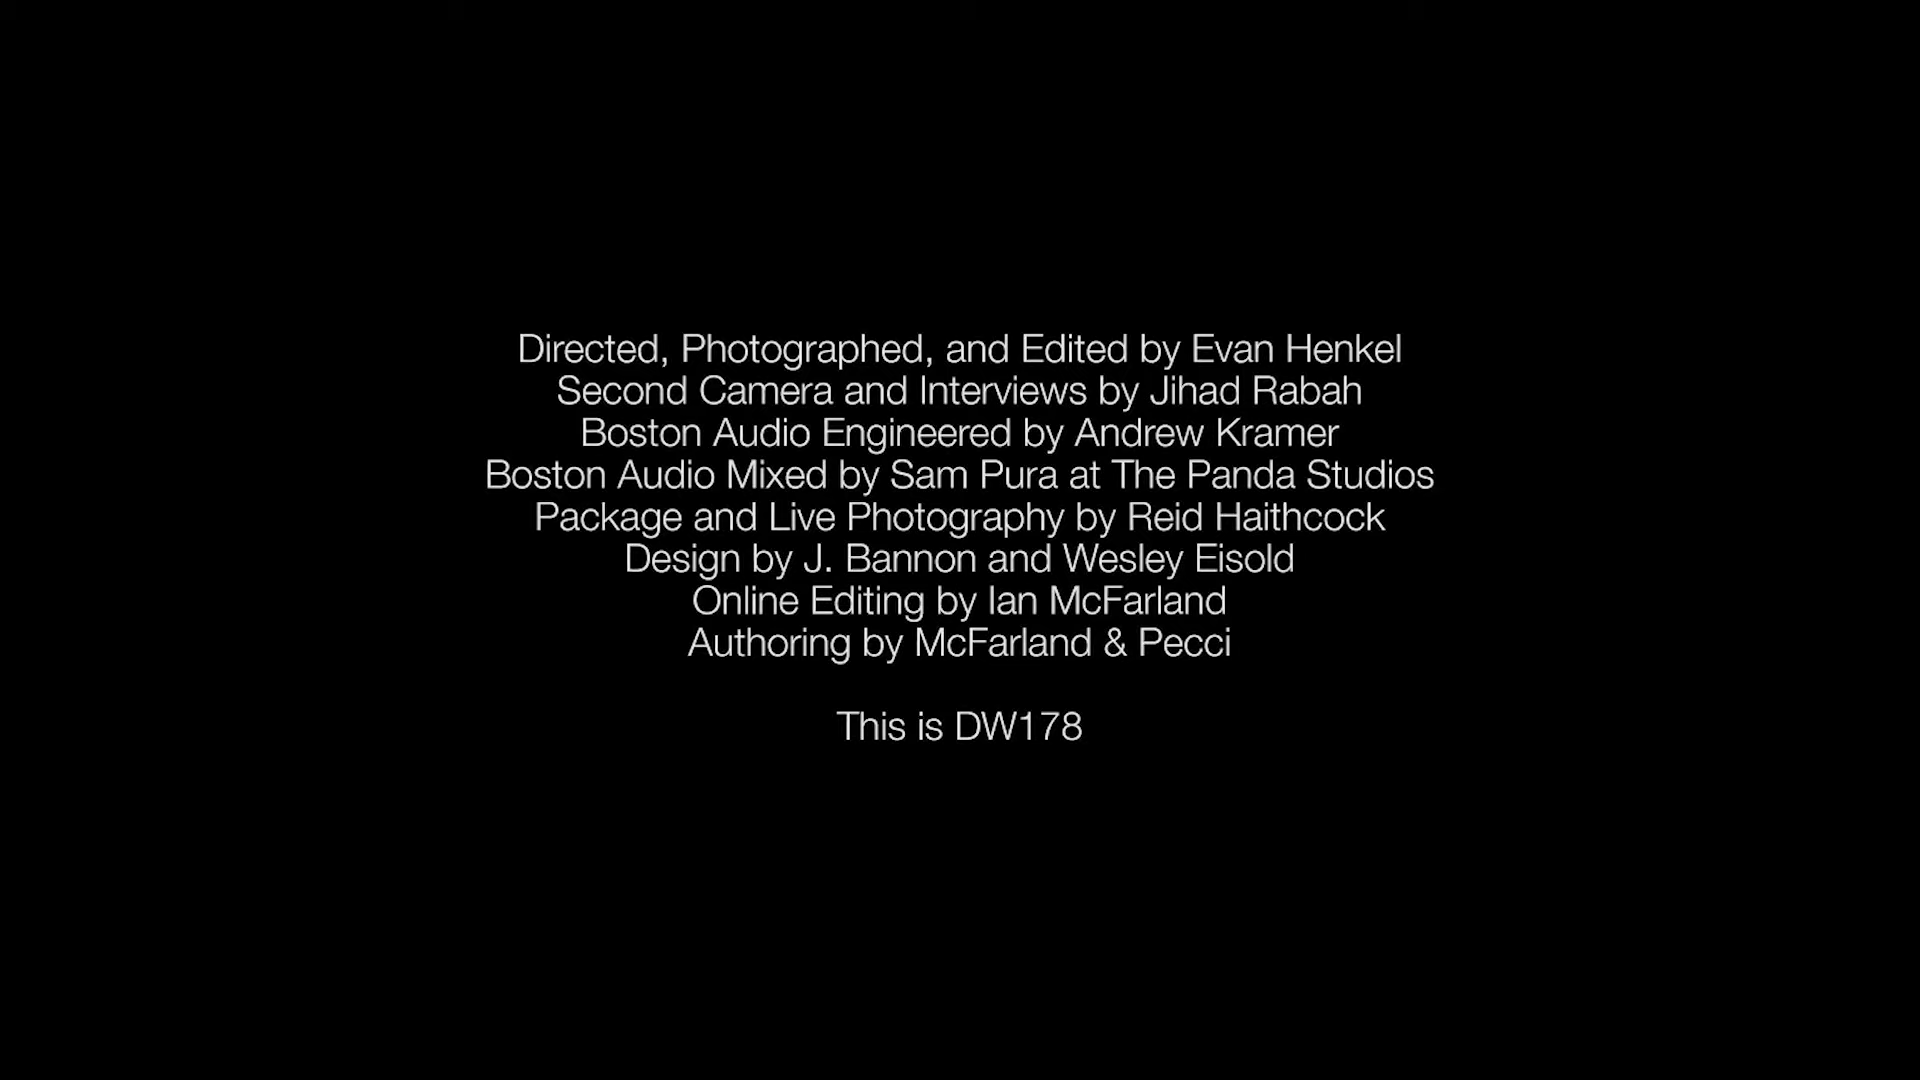 Directed, Photographed, and Edited by Evan Henkel
Second Camera and Interviews by Jihad Rabah
Boston Audio Engineered by Andrew Kramer
Boston Audio Mixed by Sam Pura at The Panda Studios
Package and Live Photography by Reid Haithcock
Design by J. Bannon and Wesley Eisold
Online Editing by Ian McFarland
Authoring by McFarland & Pecci
This is DW178